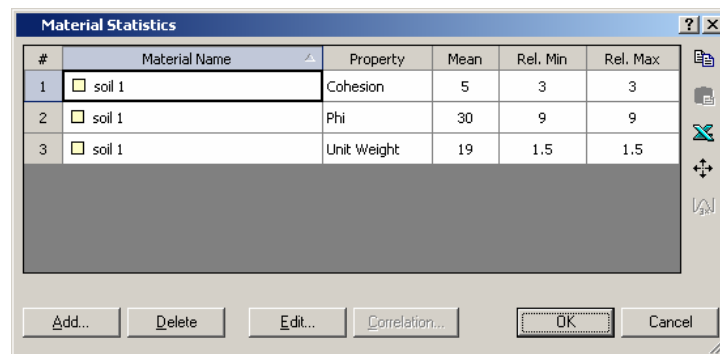 Material Statistics
# Material Name Property Mean Rel. Min Rel. Max
1 soil 1 Cohesion 5 3 3
2 soil 1 Phi 30 9 9
3 soil 1 Unit Weight 19 1.5 1.5
Add... Delete Edit... Correlation... OK Cancel